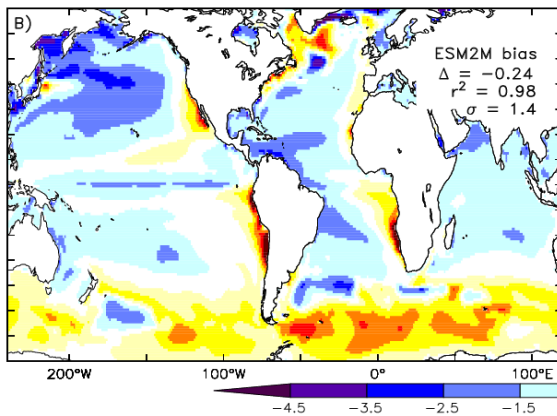 B)
ESM2M bias
Δ = −0.24
r² = 0.98
σ = 1.4
200°W 100°W 0°E 100°E
−4.5 −3.5 −2.5 −1.5